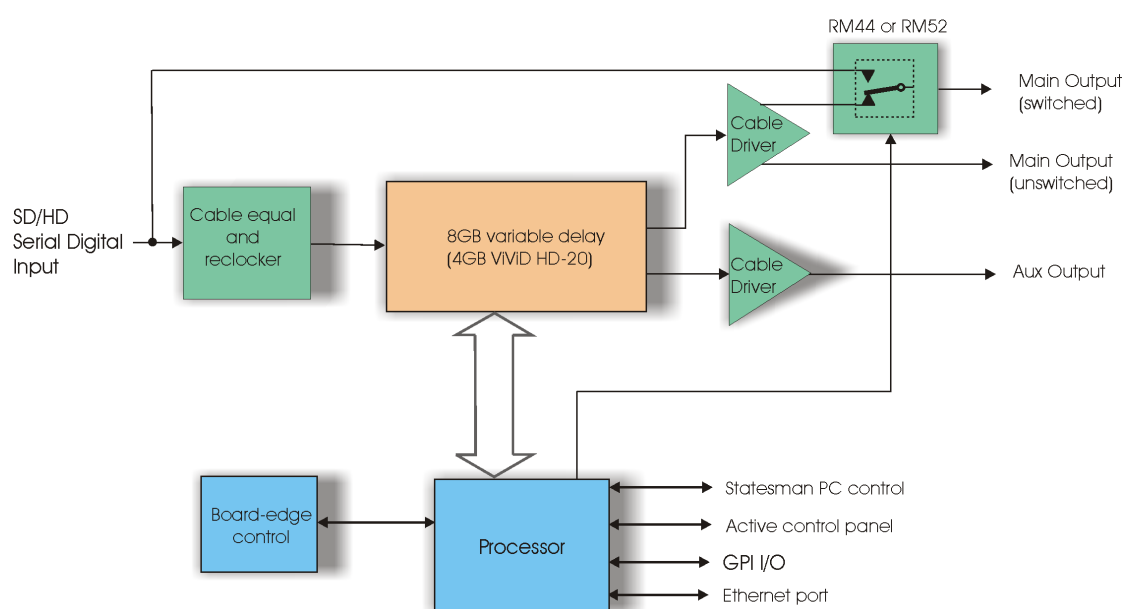 RM44 or RM52
Main Output
(switched)
Cable
Driver
Main Output
(unswitched)
SD/HD
Serial Digital
Input
Cable equal
and
reclocker
8GB variable delay
(4GB ViViD HD-20)
Cable
Driver
Aux Output
Board-edge
control
Processor
Statesman PC control
Active control panel
GPI I/O
Ethernet port